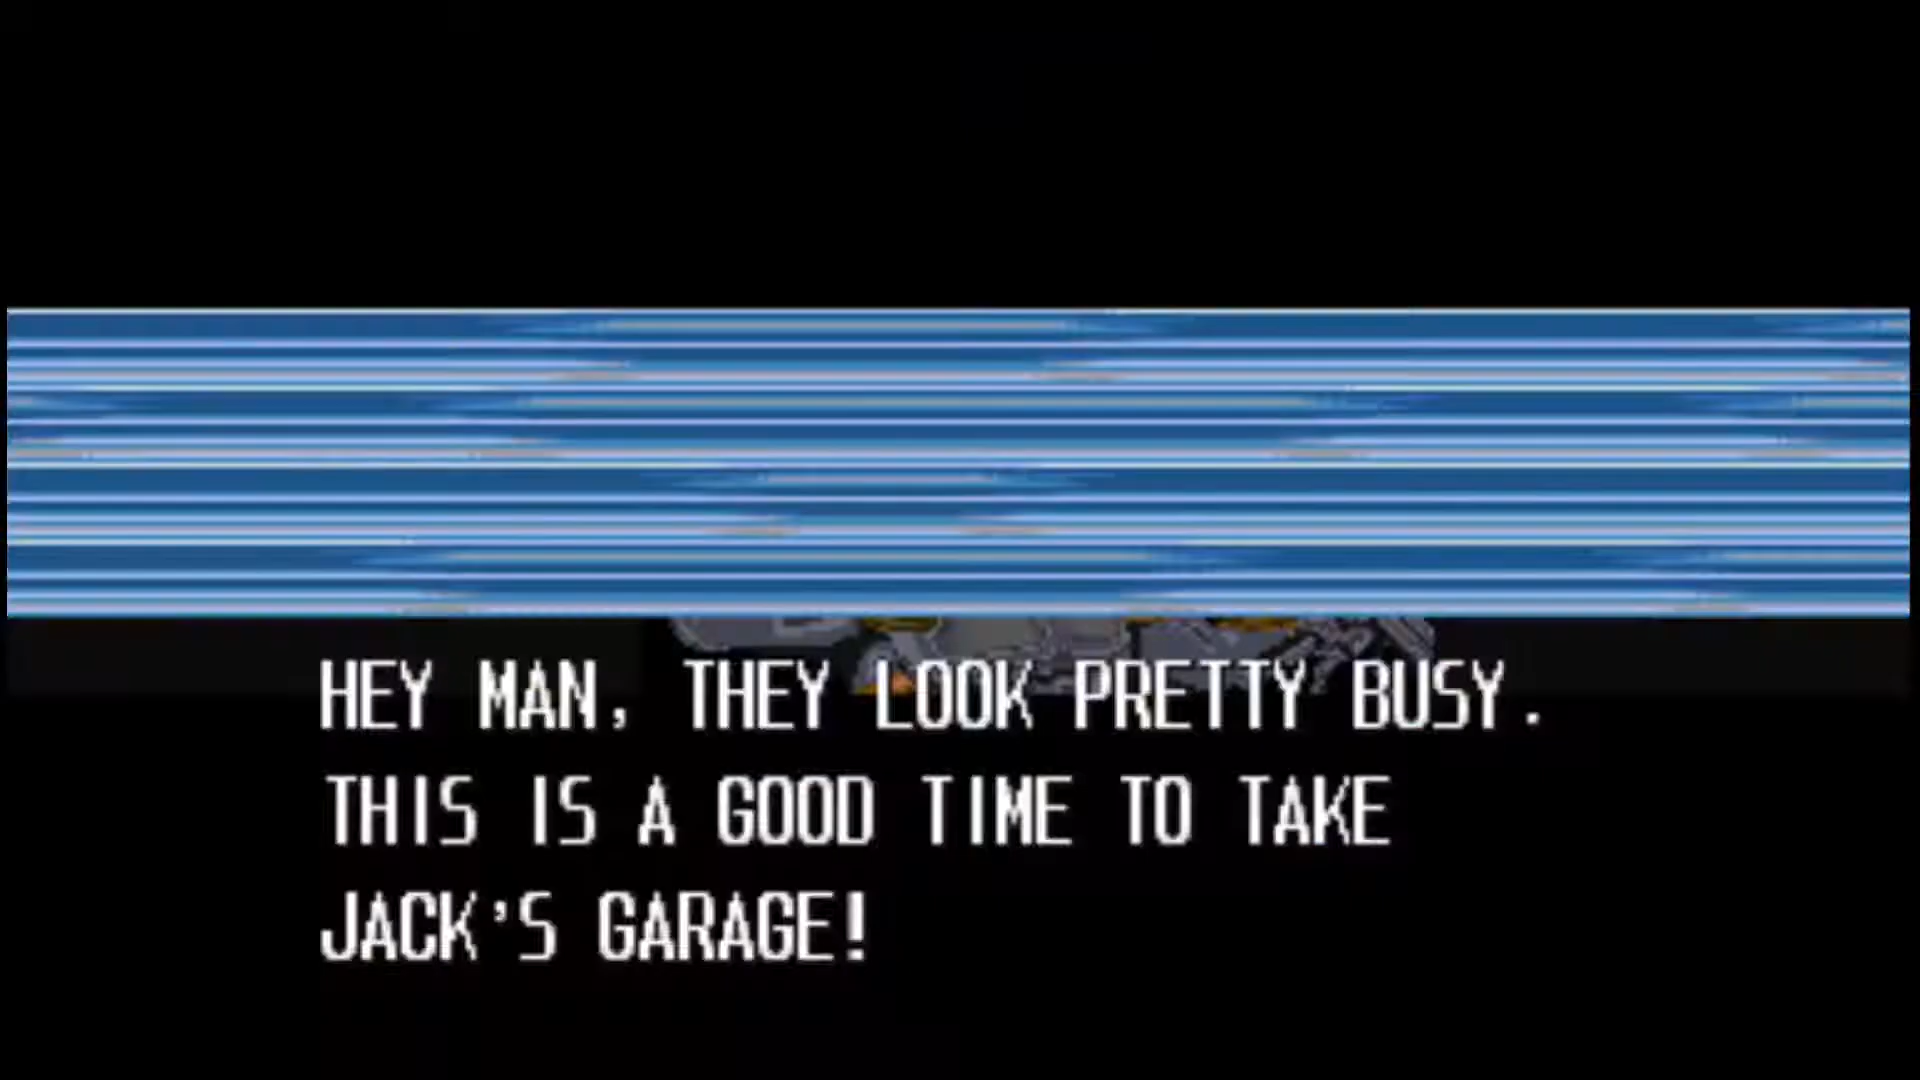 HEY MAN, THEY LOOK PRETTY BUSY.
THIS IS A GOOD TIME TO TAKE
JACK'S GARAGE!